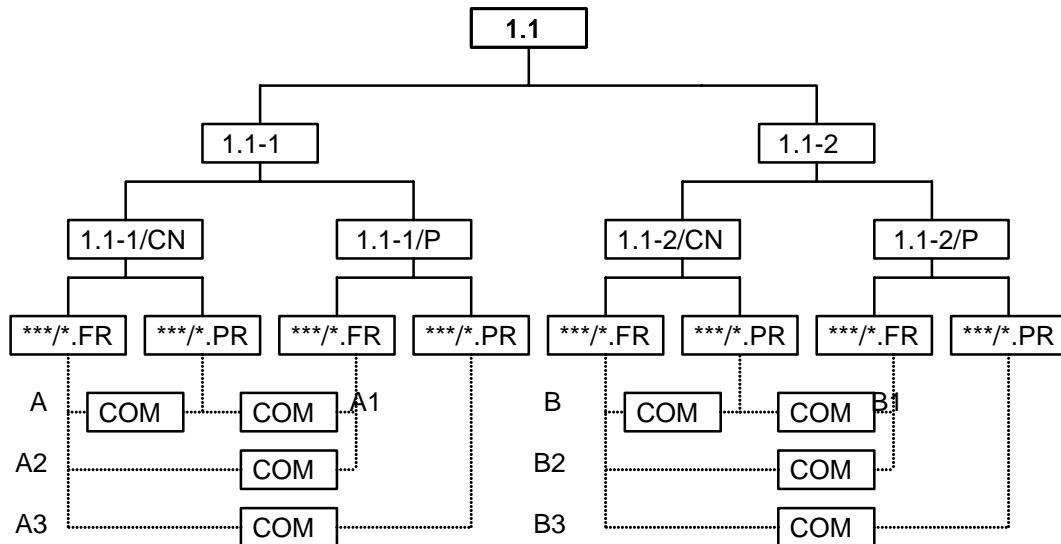 1.1
1.1-1
1.1-2
1.1-1/CN
1.1-1/P
1.1-2/CN
1.1-2/P
***/*.FR
***/*.PR
***/*.FR
***/*.PR
***/*.FR
***/*.PR
***/*.FR
***/*.PR
A
COM
COM
A1
B
COM
COM
B1
A2
COM
B2
COM
A3
COM
B3
COM